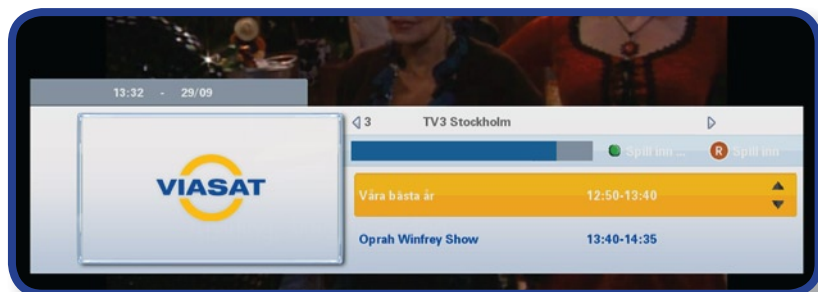 13:32 - 29/09
3 TV3 Stockholm
Spill inn ... R Spill inn
VIASAT
Våra bästa år 12:50-13:40
Oprah Winfrey Show 13:40-14:35